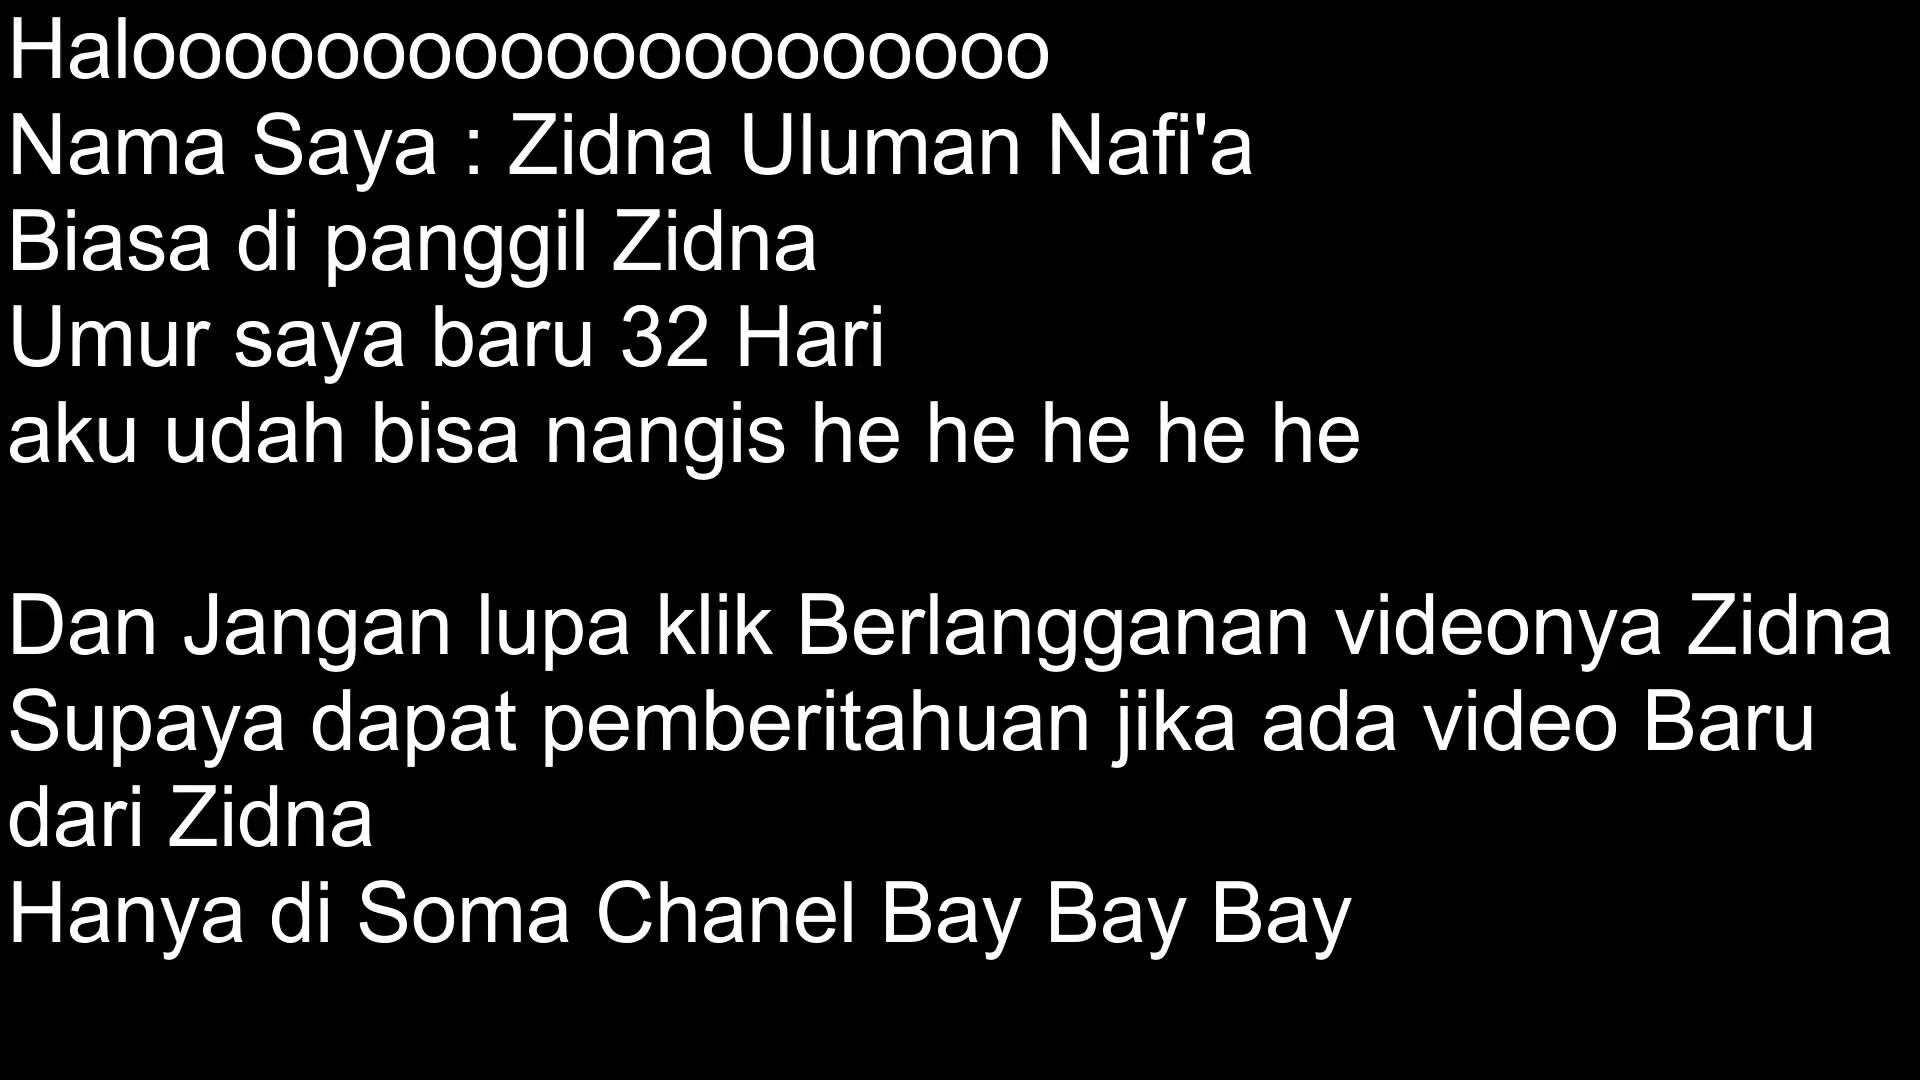 Haloooooooooooooooooooo
Nama Saya : Zidna Uluman Nafi'a
Biasa di panggil Zidna
Umur saya baru 32 Hari
aku udah bisa nangis he he he he he
Dan Jangan lupa klik Berlangganan videonya Zidna
Supaya dapat pemberitahuan jika ada video Baru
dari Zidna
Hanya di Soma Chanel Bay Bay Bay